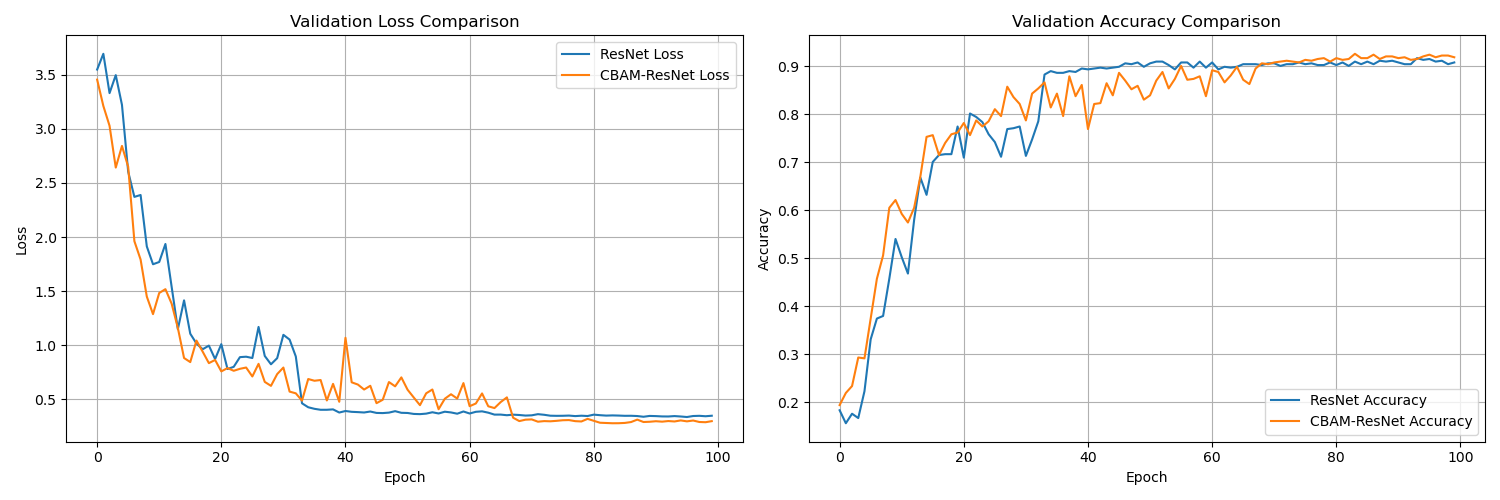 Validation Loss Comparison
ResNet Loss
CBAM-ResNet Loss
3.5
3.0
2.5
2.0
1.5
1.0
0.5
Loss
0 20 40 60 80 100
Epoch
Validation Accuracy Comparison
0.9
0.8
0.7
0.6
0.5
0.4
0.3
0.2
Accuracy
ResNet Accuracy
CBAM-ResNet Accuracy
0 20 40 60 80 100
Epoch